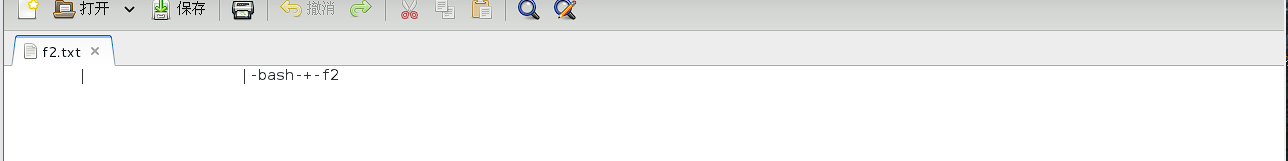 打开 保存 撤消
f2.txt
|                    |-bash-+-f2